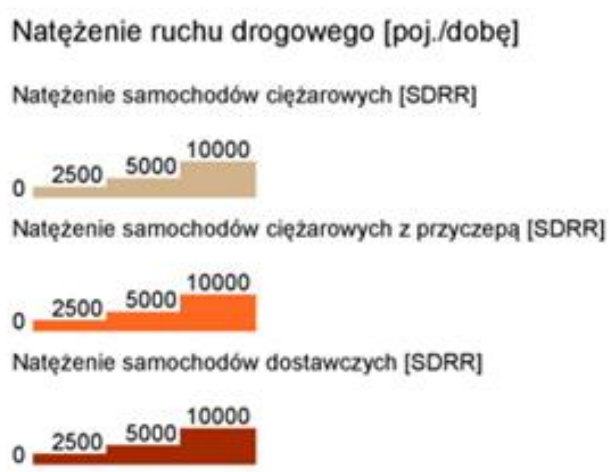 Natężenie ruchu drogowego [poj./dobę]
Natężenie samochodów ciężarowych [SDRR]
0 2500 5000 10000
Natężenie samochodów ciężarowych z przyczepą [SDRR]
0 2500 5000 10000
Natężenie samochodów dostawczych [SDRR]
0 2500 5000 10000